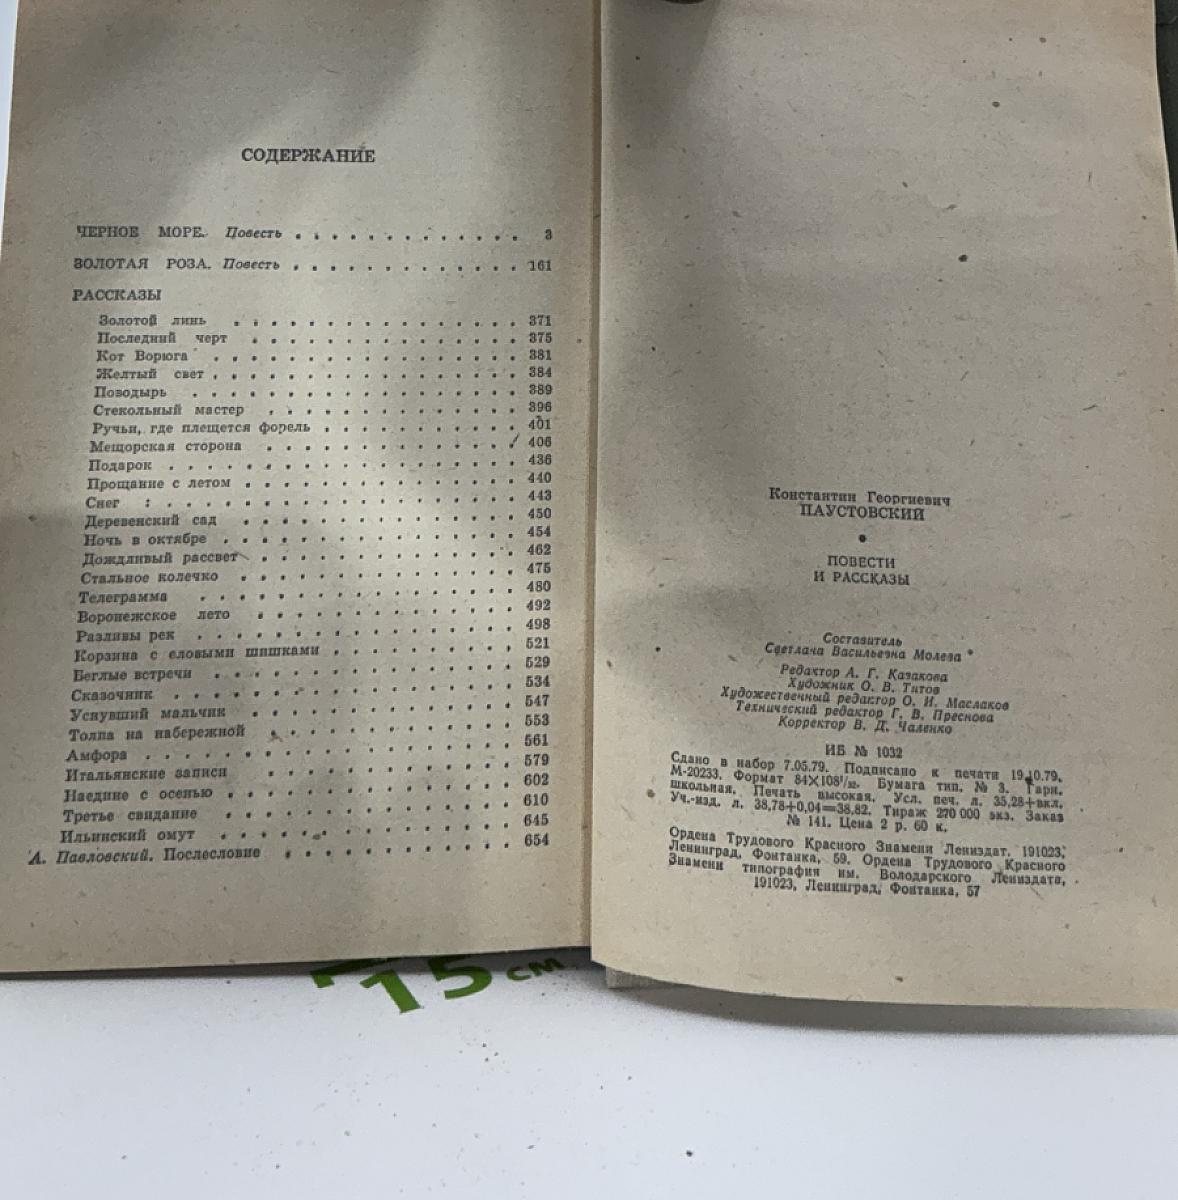 СОДЕРЖАНИЕ
ЧЕРНОЕ МОРЕ. Повесть . . . . . . . . . . . . 3
ЗОЛОТАЯ РОЗА. Повесть . . . . . . . . . . . . 161
РАССКАЗЫ
Золотой линь . . . . . . . . . . . . 371
Последний черт . . . . . . . . . . . . 375
Кот Ворюга . . . . . . . . . . . . 381
Желтый свет . . . . . . . . . . . . 384
Поводырь . . . . . . . . . . . . 389
Стекольный мастер . . . . . . . . . . . . 396
Ручьи, где плещется форель . . . . . . . . . . . . 401
Мещорская сторона . . . . . . . . . . . . 406
Подарок . . . . . . . . . . . . 436
Прощание с летом . . . . . . . . . . . . 440
Снег : . . . . . . . . . . . . 443
Деревенский сад . . . . . . . . . . . . 450
Ночь в октябре . . . . . . . . . . . . 454
Дождливый рассвет . . . . . . . . . . . . 462
Стальное колечко . . . . . . . . . . . . 475
Телеграмма . . . . . . . . . . . . 480
Воронежское лето . . . . . . . . . . . . 492
Разливы рек . . . . . . . . . . . . 498
Корзина с еловыми шишками . . . . . . . . . . . . 521
Беглые встречи . . . . . . . . . . . . 529
Сказочник . . . . . . . . . . . . 534
Уснувший мальчик . . . . . . . . . . . . 547
Толпа на набережной . . . . . . . . . . . . 553
Амфора . . . . . . . . . . . . 561
Итальянские записи . . . . . . . . . . . . 579
Наедине с осенью . . . . . . . . . . . . 602
Третье свидание . . . . . . . . . . . . 610
Ильинский омут . . . . . . . . . . . . 645
А. Павловский. Послесловие . . . . . . . . . . . . 654
Константин Георгиевич
ПАУСТОВСКИЙ
●
ПОВЕСТИ
И РАССКАЗЫ
Составитель
Светлана Васильевна Молева
Редактор А. Г. Казакова
Художник О. В. Титов
Художественный редактор О. И. Маслаков
Технический редактор Г. В. Преснова
Корректор В. Д. Чаленко
ИБ № 1032
Сдано в набор 7.05.79. Подписано к печати 19.10.79.
М-20233. Формат 84×108¹/₃₂. Бумага тип. № 3. Гарн.
школьная. Печать высокая. Усл. печ. л. 35,28+вкл.
Уч.-изд. л. 38,78+0,04=38,82. Тираж 270 000 экз. Заказ
№ 141. Цена 2 р. 60 к.
Ордена Трудового Красного Знамени Лениздат. 191023,
Ленинград, Фонтанка, 59. Ордена Трудового Красного
Знамени типография им. Володарского Лениздата,
191023, Ленинград, Фонтанка, 57
15 см